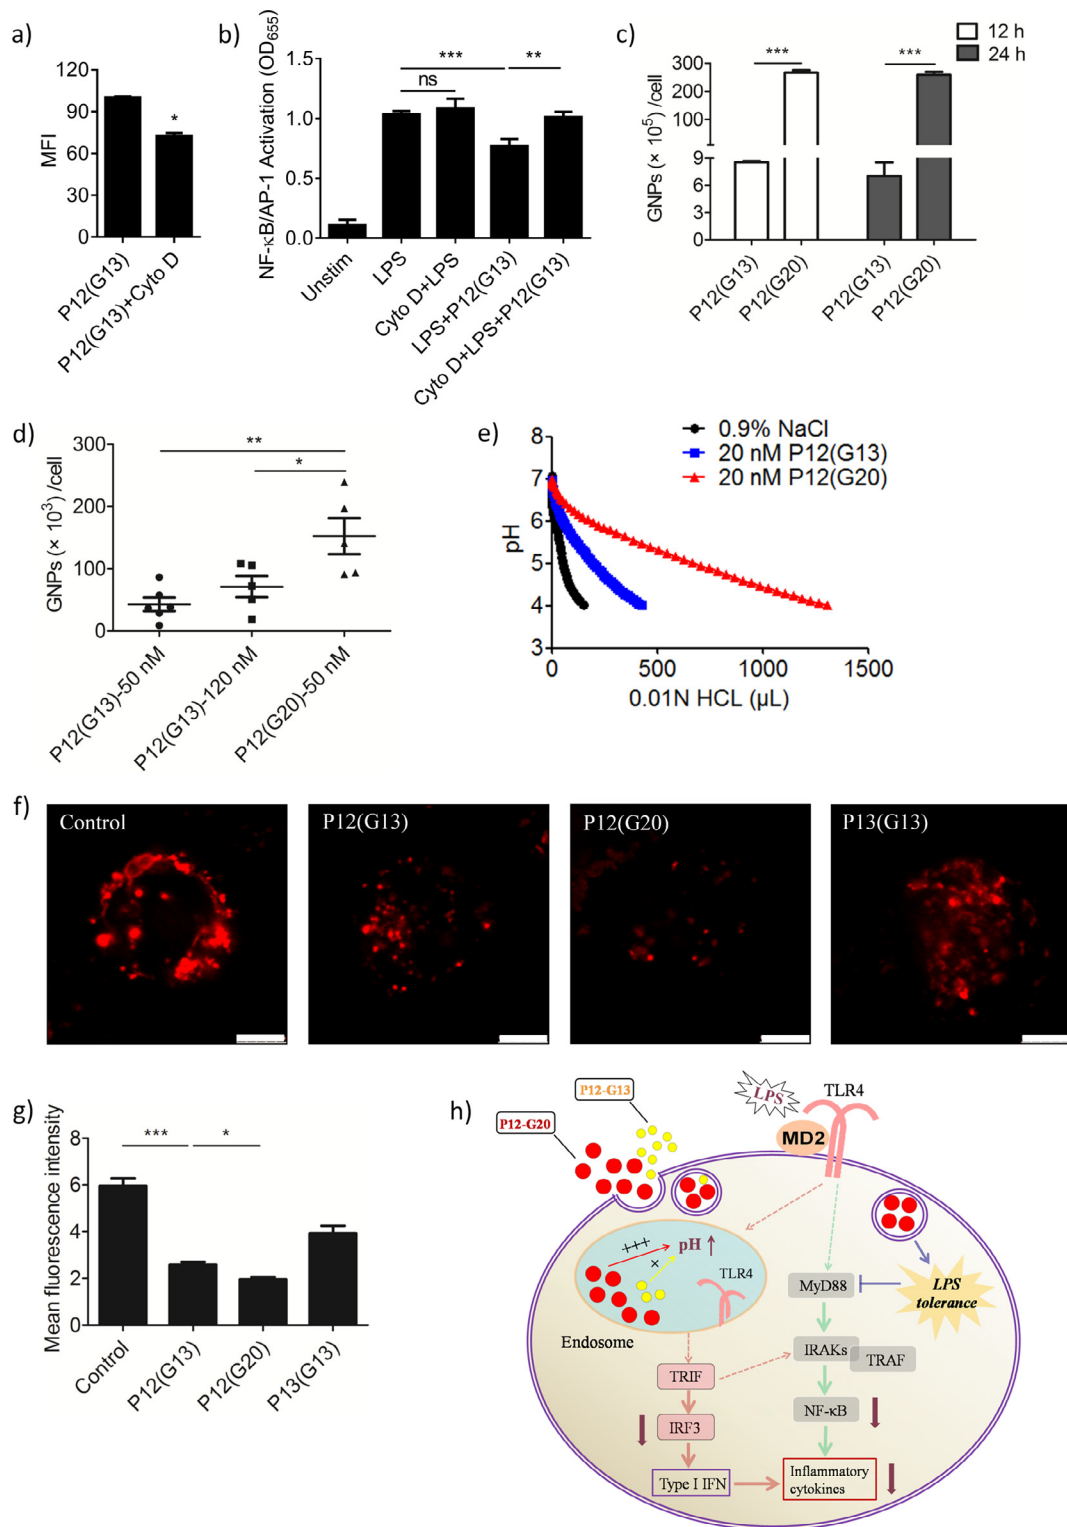 a)
MFI
120
90
60
30
0
*
P12(G13)
P12(G13)+Cyto D
b)
NF-κB/AP-1 Activation (OD655)
1.5
1.0
0.5
0.0
***
**
ns
Unstim
LPS
Cyto D+LPS
LPS+P12(G13)
Cyto D+LPS+P12(G13)
c)
12 h
24 h
GNPs (× 10⁵) /cell
300
200
100
9
6
3
0
***
***
P12(G13)
P12(G20)
P12(G13)
P12(G20)
d)
GNPs (× 10³) /cell
300
200
100
0
**
*
P12(G13)-50 nM
P12(G13)-120 nM
P12(G20)-50 nM
e)
0.9% NaCl
20 nM P12(G13)
20 nM P12(G20)
pH
8
7
6
5
4
3
0
500
1000
1500
0.01N HCL (µL)
f)
Control
P12(G13)
P12(G20)
P13(G13)
g)
Mean fluorescence intensity
8
6
4
2
0
***
*
Control
P12(G13)
P12(G20)
P13(G13)
h)
P12-G13
P12-G20
LPS
TLR4
MD2
+++
×
pH ↑
TLR4
Endosome
MyD88
LPS
tolerance
IRAKs
TRAF
TRIF
IRF3
NF-κB
Type I IFN
Inflammatory
cytokines